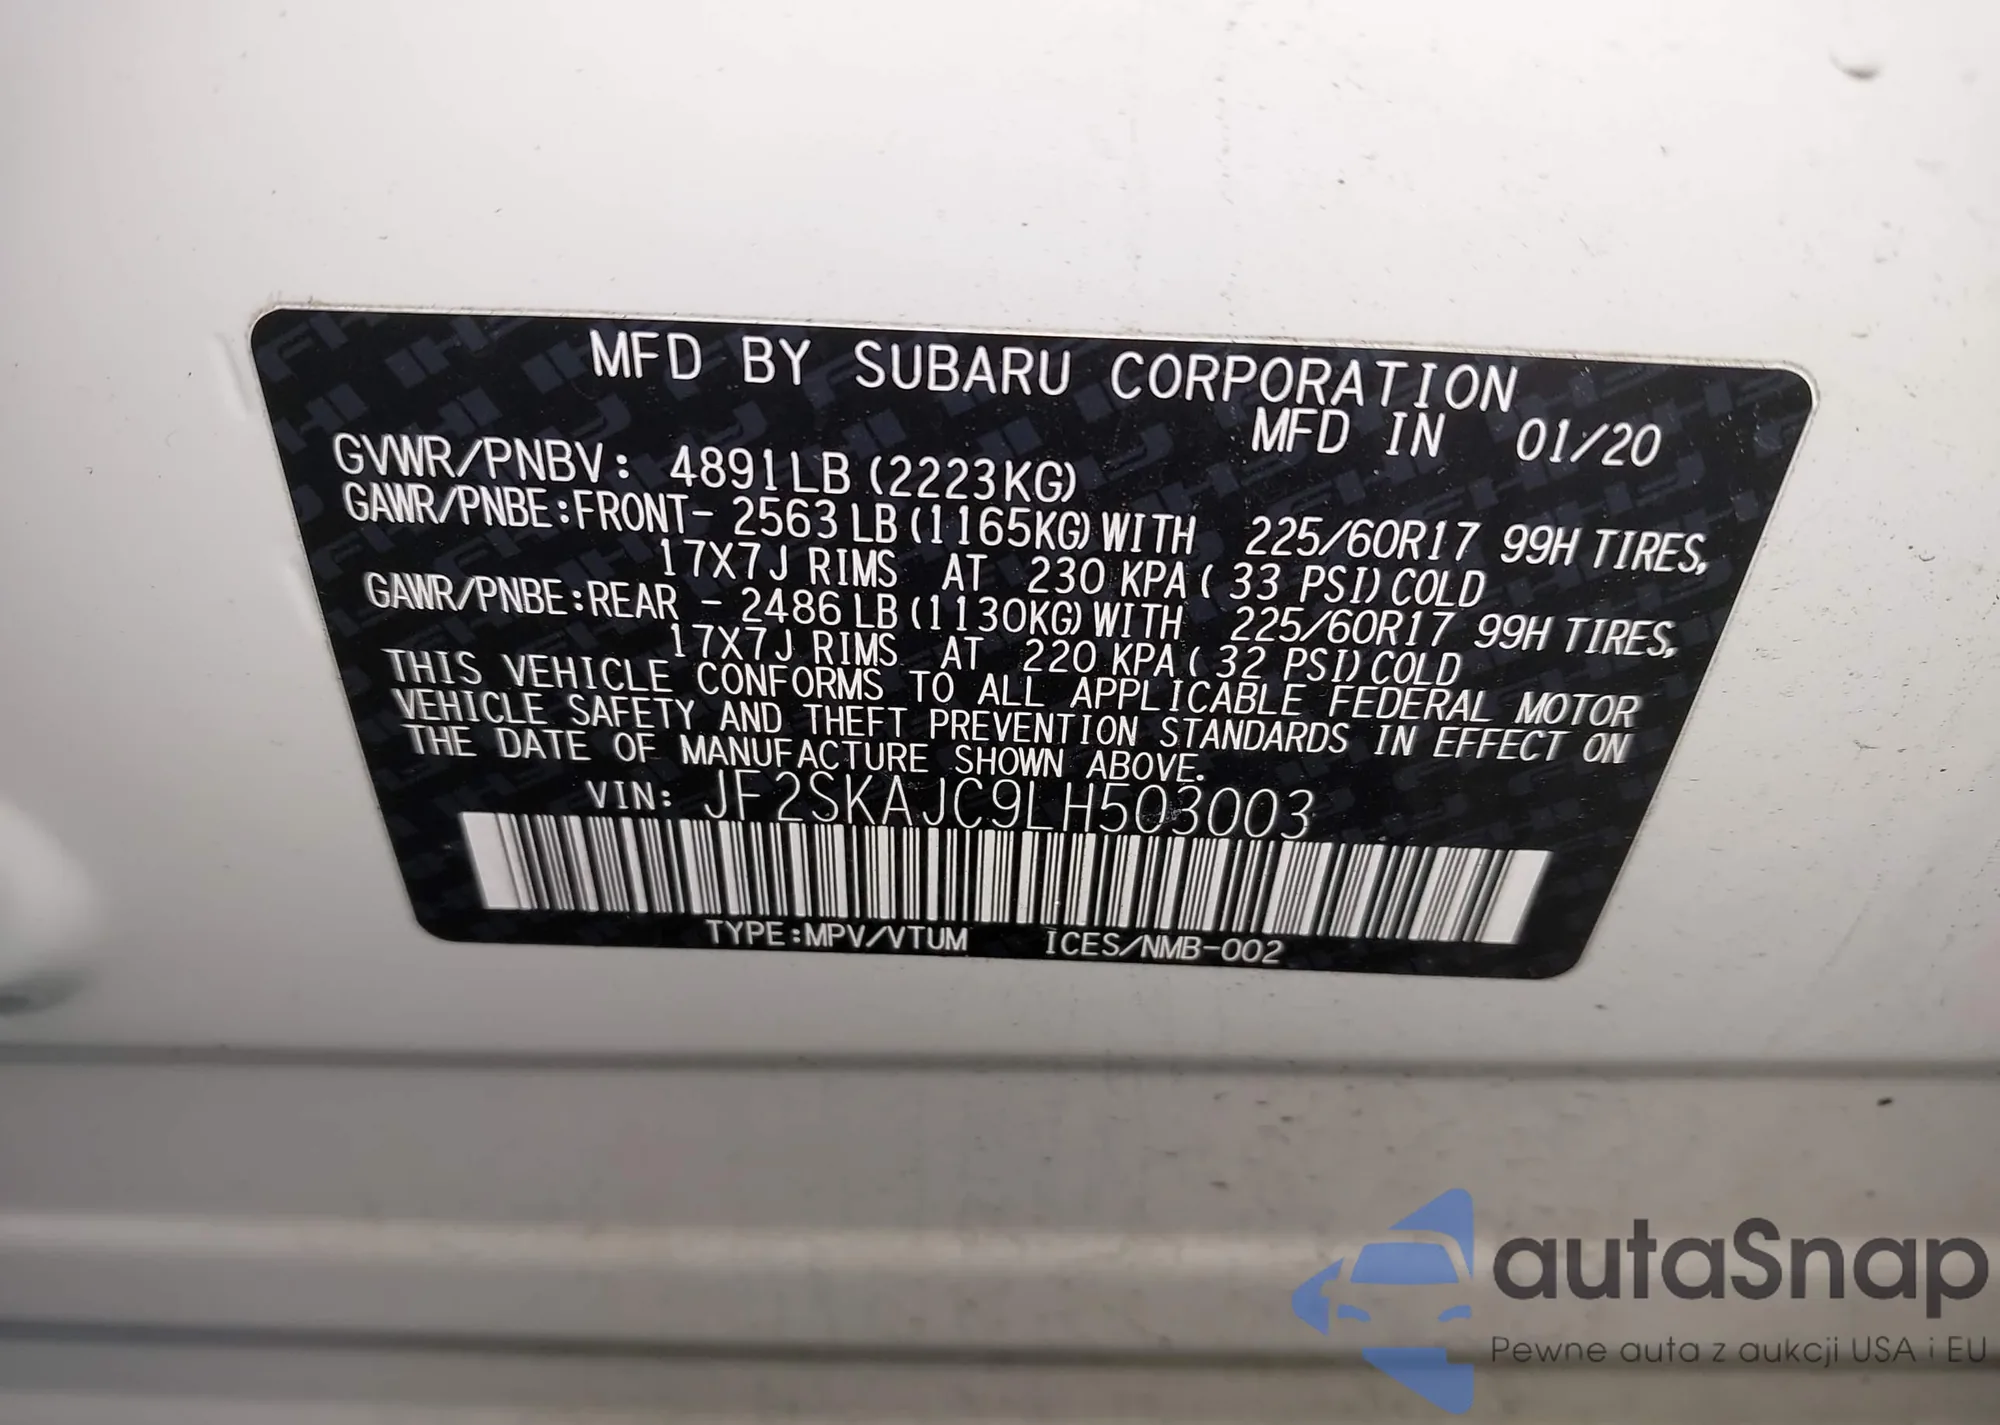 MFD BY SUBARU CORPORATION
MFD IN 01/20
GVWR/PNBV: 4891LB (2223KG)
GAWR/PNBE:FRONT- 2563 LB (1165KG) WITH 225/60R17 99H TIRES,
17X7J RIMS AT 230 KPA ( 33 PSI) COLD
GAWR/PNBE:REAR - 2486 LB (1130KG) WITH 225/60R17 99H TIRES,
17X7J RIMS AT 220 KPA ( 32 PSI) COLD
THIS VEHICLE CONFORMS TO ALL APPLICABLE FEDERAL MOTOR
VEHICLE SAFETY AND THEFT PREVENTION STANDARDS IN EFFECT ON
THE DATE OF MANUFACTURE SHOWN ABOVE.
VIN: JF2SKAJC9LH503003
TYPE:MPV/VTUM ICES/NMB-002
autaSnap
Pewne auta z aukcji USA i EU